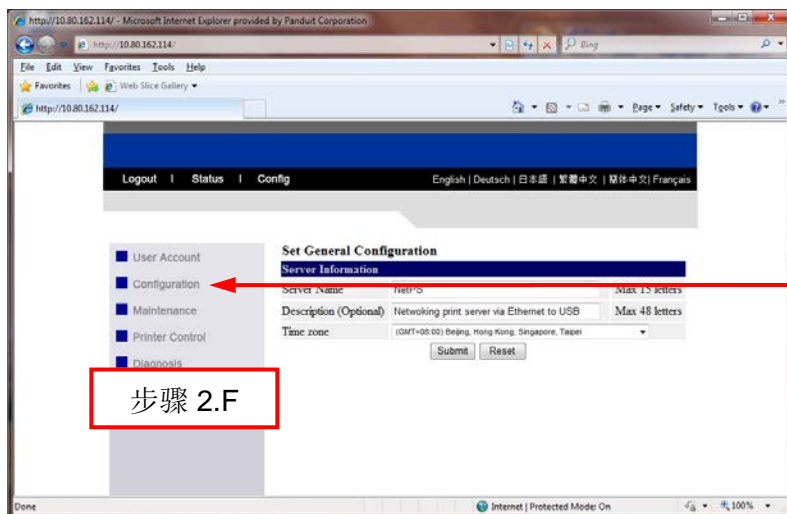 http://10.80.162.114/ - Microsoft Internet Explorer provided by Panduit Corporation
http://10.80.162.114/
Bing
File Edit View Favorites Tools Help
Favorites Web Slice Gallery
http://10.80.162.114/
Page Safety Tools
Logout | Status | Config
English | Deutsch | 日本語 | 繁體中文 | 簡体中文| Français
User Account
Configuration
Maintenance
Printer Control
Diagnosis
Set General Configuration
Server Information
Server Name NetPS Max 15 letters
Description (Optional) Netwoking print server via Ethernet to USB Max 48 letters
Time zone (GMT+08:00) Beijing, Hong Kong, Singapore, Taipei
Submit Reset
步骤 2.F
Done Internet | Protected Mode: On 100%